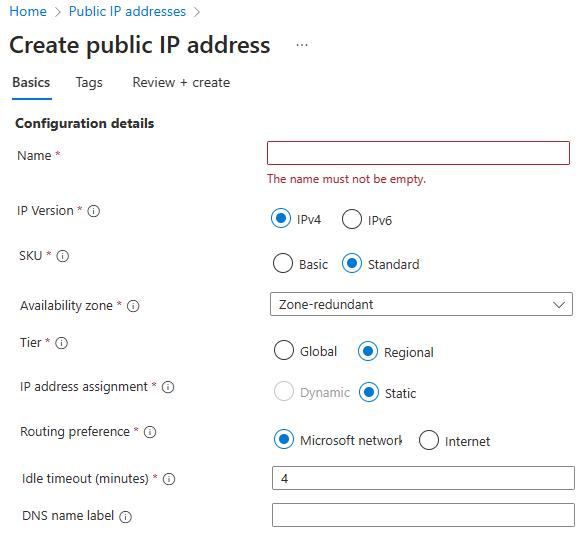 Home > Public IP addresses >
Create public IP address ...
Basics Tags Review + create
Configuration details
Name *
The name must not be empty.
IP Version * IPv4 IPv6
SKU * Basic Standard
Availability zone * Zone-redundant
Tier * Global Regional
IP address assignment * Dynamic Static
Routing preference * Microsoft network Internet
Idle timeout (minutes) * 4
DNS name label